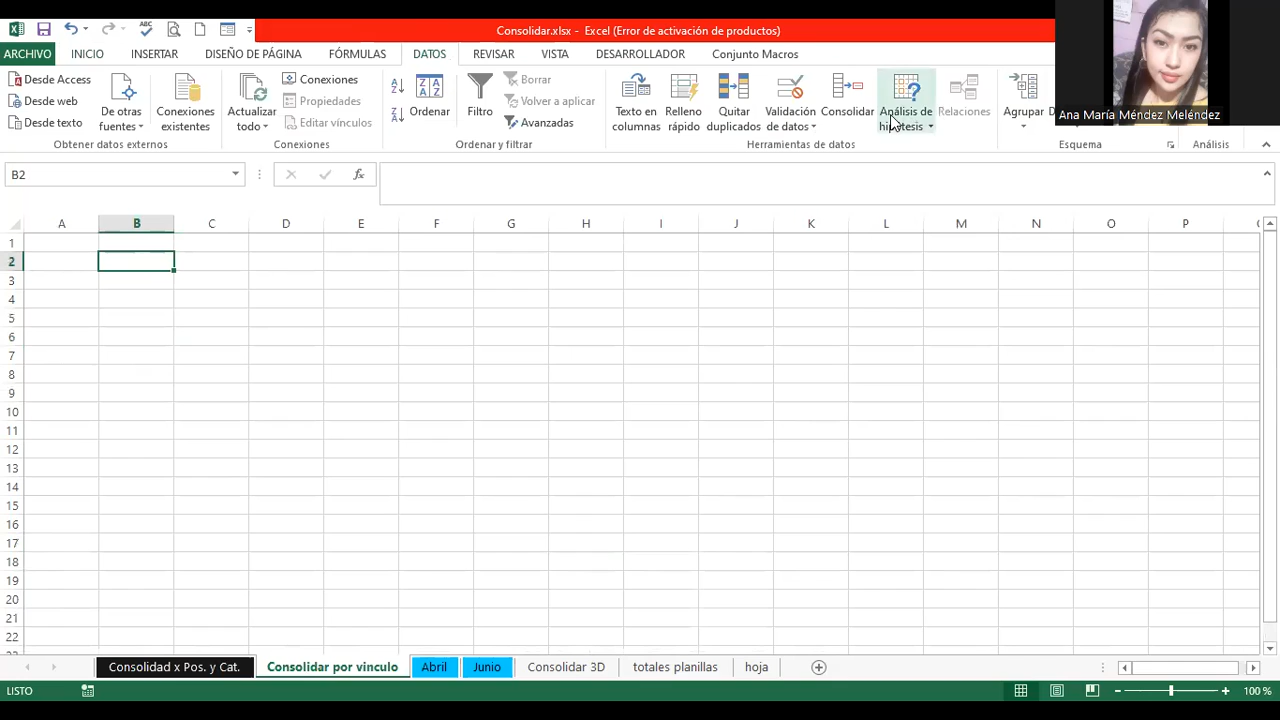 Consolidar.xlsx - Excel (Error de activación de productos)
ARCHIVO INICIO INSERTAR DISEÑO DE PÁGINA FÓRMULAS DATOS REVISAR VISTA DESARROLLADOR Conjunto Macros
Desde Access
Desde web
Desde texto
De otras
fuentes
Conexiones
existentes
Obtener datos externos
Actualizar
todo
Conexiones
Propiedades
Editar vínculos
Conexiones
Ordenar
Filtro
Borrar
Volver a aplicar
Avanzadas
Ordenar y filtrar
Texto en
columnas
Relleno
rápido
Quitar
duplicados
Validación
de datos
Consolidar
Análisis de
hipótesis
Relaciones
Herramientas de datos
Agrupar
Esquema
Análisis
Ana María Méndez Meléndez
B2
A B C D E F G H I J K L M N O P
1
2
3
4
5
6
7
8
9
10
11
12
13
14
15
16
17
18
19
20
21
22
Consolidad x Pos. y Cat. Consolidar por vinculo Abril Junio Consolidar 3D totales planillas hoja
LISTO 100 %